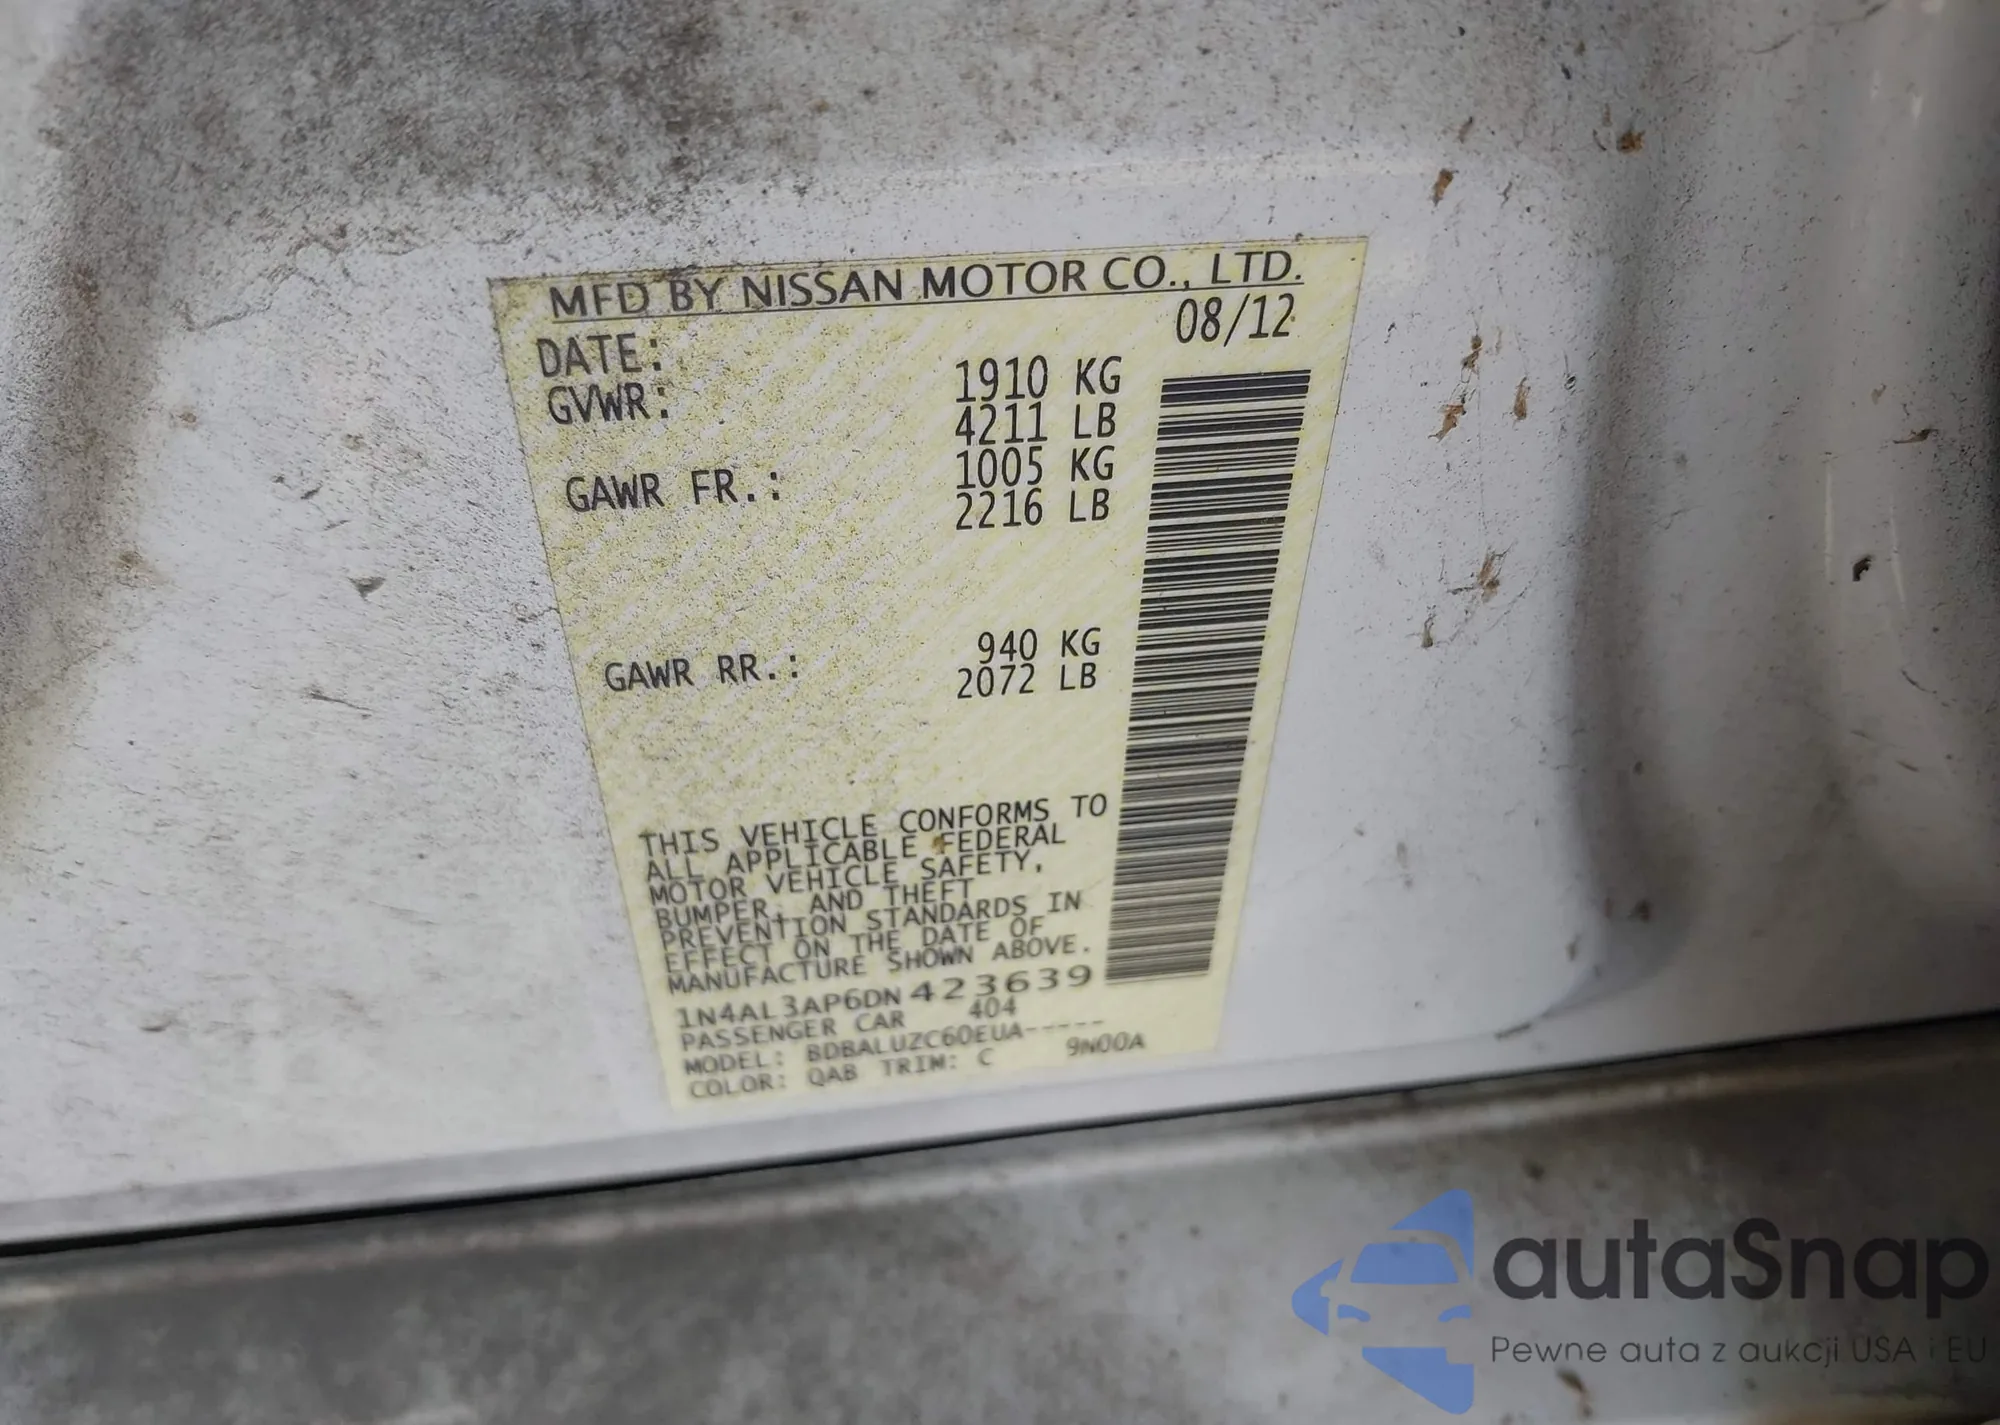 MFD BY NISSAN MOTOR CO., LTD.
DATE: 08/12
GVWR: 1910 KG
4211 LB
GAWR FR.: 1005 KG
2216 LB
GAWR RR.: 940 KG
2072 LB
THIS VEHICLE CONFORMS TO
ALL APPLICABLE FEDERAL
MOTOR VEHICLE SAFETY,
BUMPER, AND THEFT
PREVENTION STANDARDS IN
EFFECT ON THE DATE OF
MANUFACTURE SHOWN ABOVE.
1N4AL3AP6DN423639
PASSENGER CAR 404
MODEL: BDBALUZC60EUA-----
COLOR: QAB TRIM: C 9N00A
autaSnap
Pewne auta z aukcji USA i EU